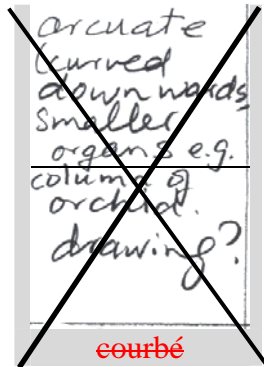 arcuate
(curved
downwards,
smaller
organs e.g.
column of
orchid.
drawing?
courbé